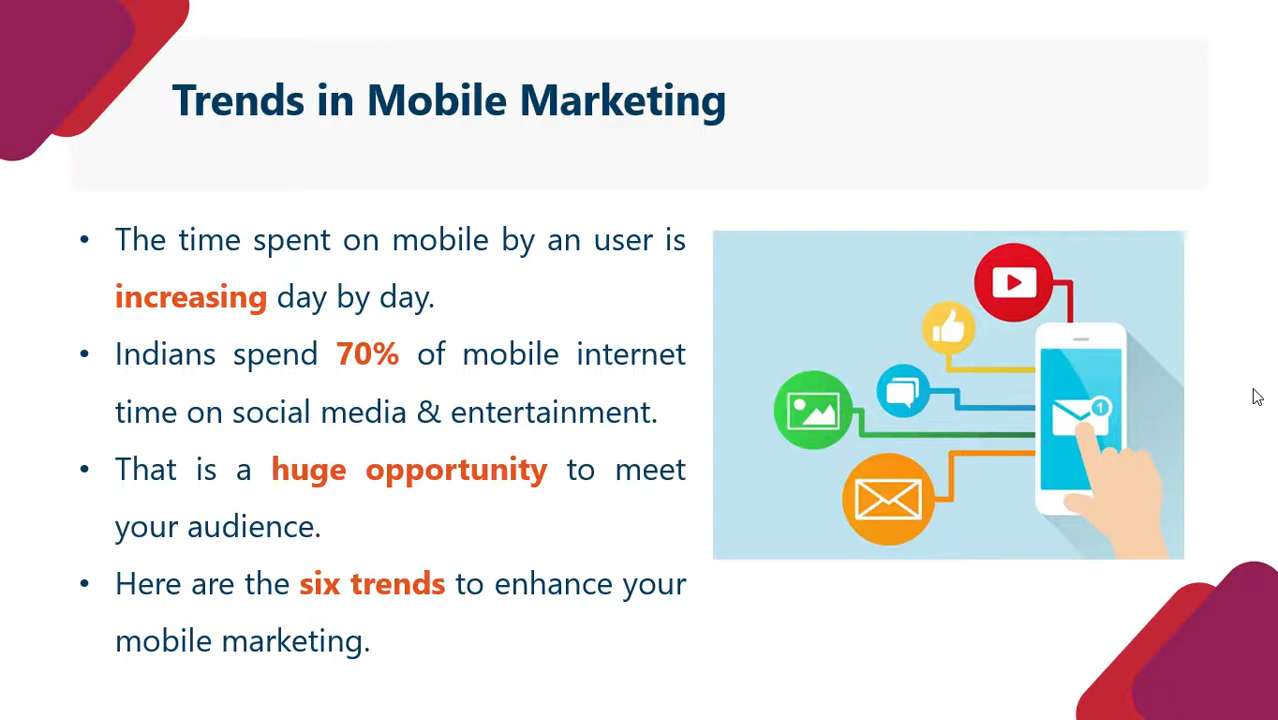 Trends in Mobile Marketing
• The time spent on mobile by an user is
increasing day by day.
• Indians spend 70% of mobile internet
time on social media & entertainment.
• That is a huge opportunity to meet
your audience.
• Here are the six trends to enhance your
mobile marketing.
1